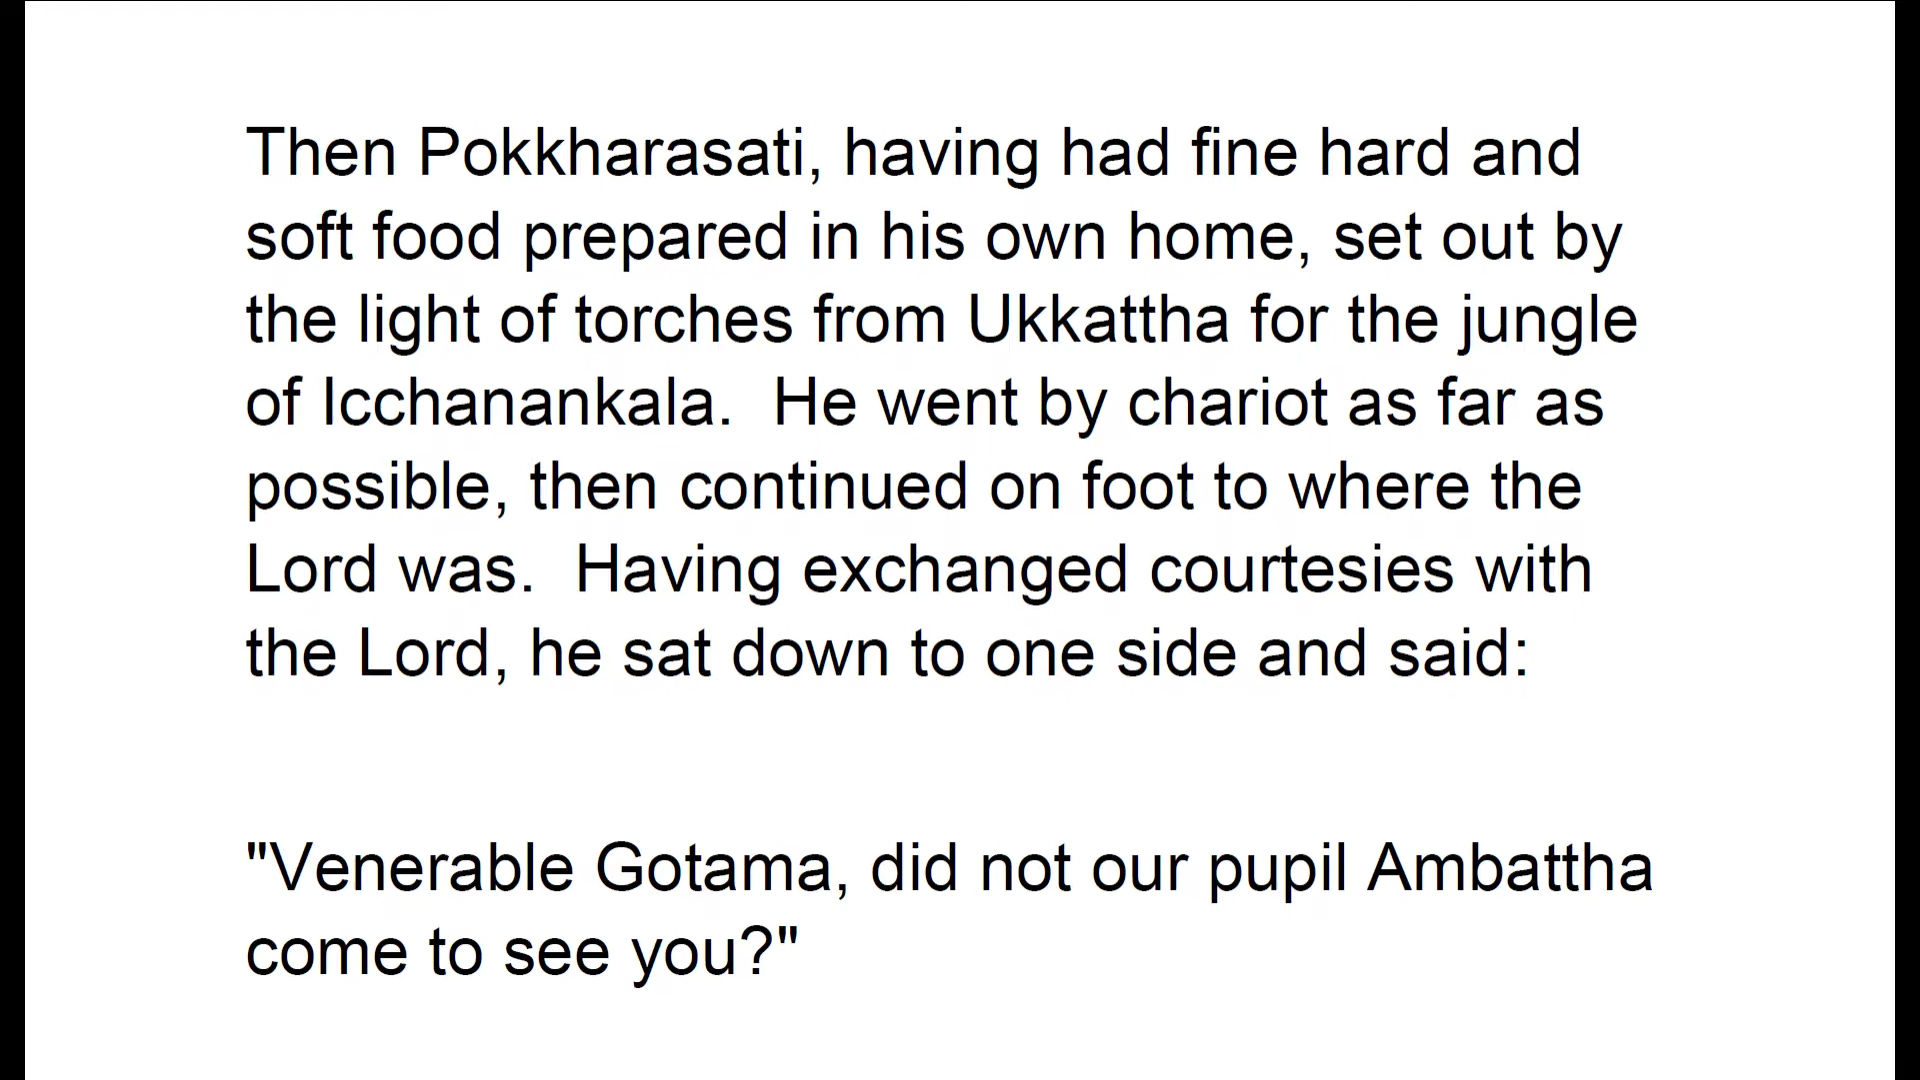 Then Pokkharasati, having had fine hard and
soft food prepared in his own home, set out by
the light of torches from Ukkattha for the jungle
of Icchanankala.  He went by chariot as far as
possible, then continued on foot to where the
Lord was.  Having exchanged courtesies with
the Lord, he sat down to one side and said:
"Venerable Gotama, did not our pupil Ambattha
come to see you?"